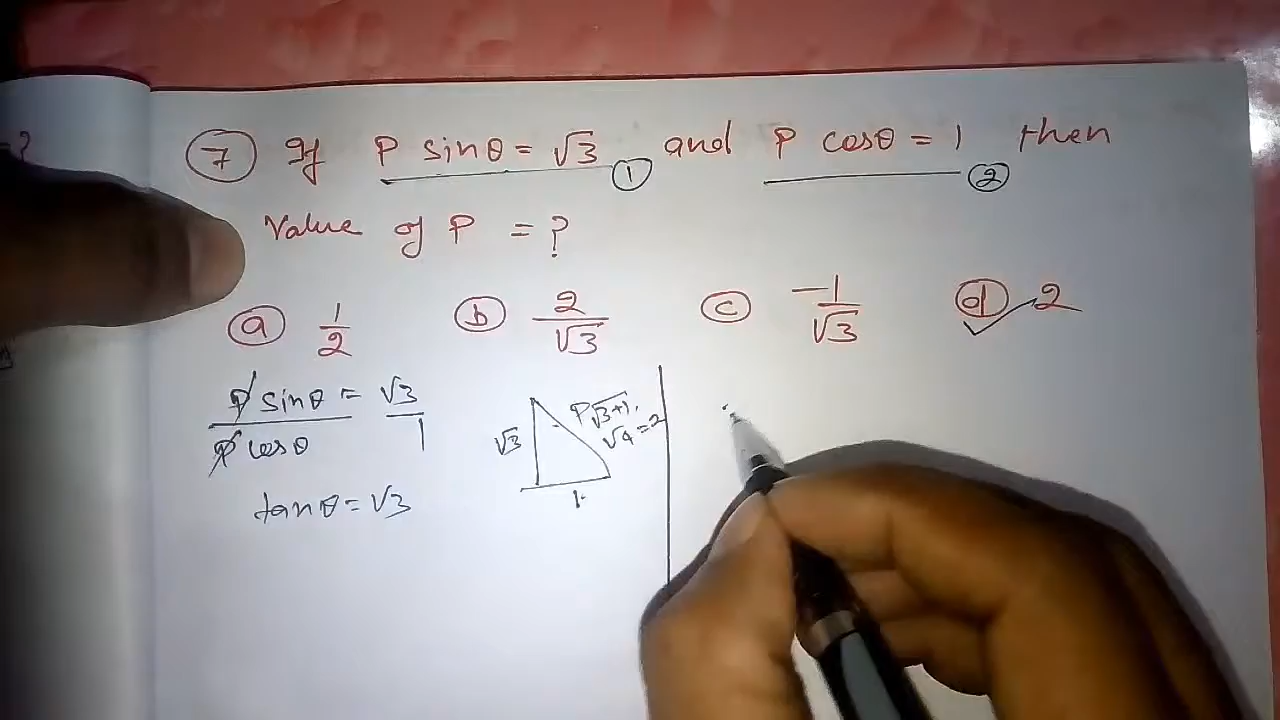 7 If P sinθ = √3 ① and P cosθ = 1 ② then
Value of P = ?
ⓐ 1/2 ⓑ 2/√3 ⓒ -1/√3 ⓓ 2
P sinθ / P cosθ = √3/1
tanθ = √3
√3
P √3+1
√4 = 2
1